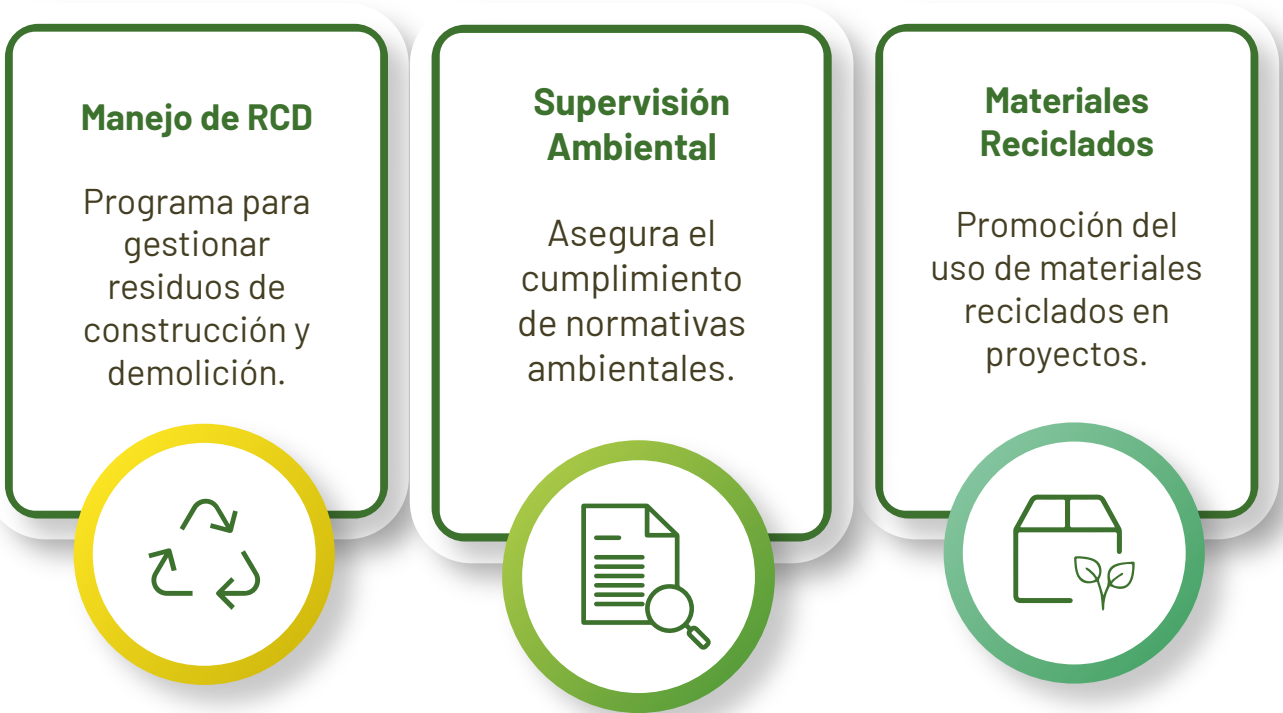 Manejo de RCD
Programa para
gestionar
residuos de
construcción y
demolición.
Supervisión
Ambiental
Asegura el
cumplimiento
de normativas
ambientales.
Materiales
Reciclados
Promoción del
uso de materiales
reciclados en
proyectos.